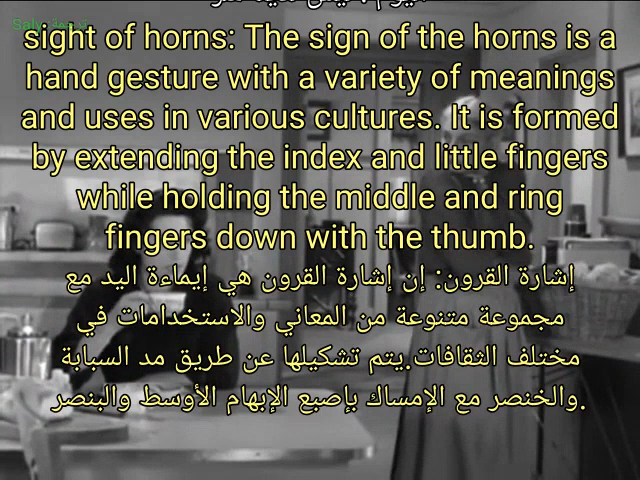 ترجمة Saly
sight of horns: The sign of the horns is a
hand gesture with a variety of meanings
and uses in various cultures. It is formed
by extending the index and little fingers
while holding the middle and ring
fingers down with the thumb.
إشارة القرون: إن إشارة القرون هي إيماءة اليد مع
مجموعة متنوعة من المعاني والاستخدامات في
مختلف الثقافات.يتم تشكيلها عن طريق مد السبابة
والخنصر مع الإمساك بإصبع الإبهام الأوسط والبنصر.